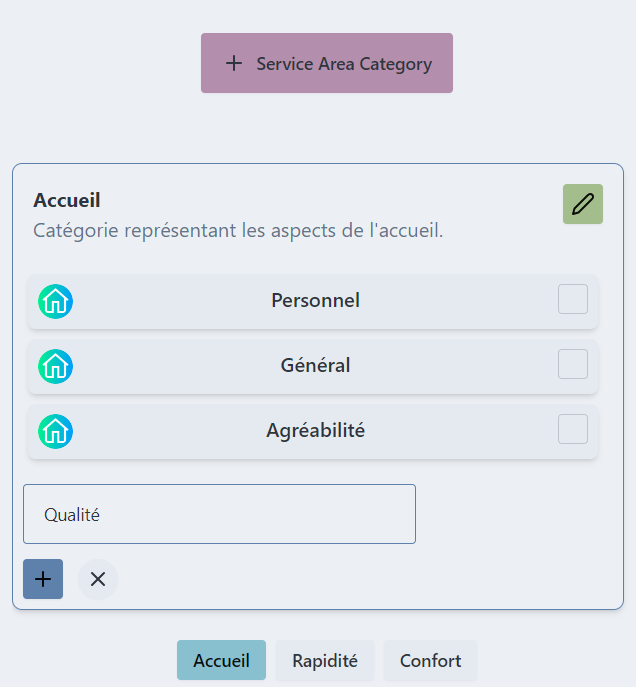 Service Area Category
Accueil
Catégorie représentant les aspects de l'accueil.
Personnel
Général
Agréabilité
Qualité
Accueil Rapidité Confort